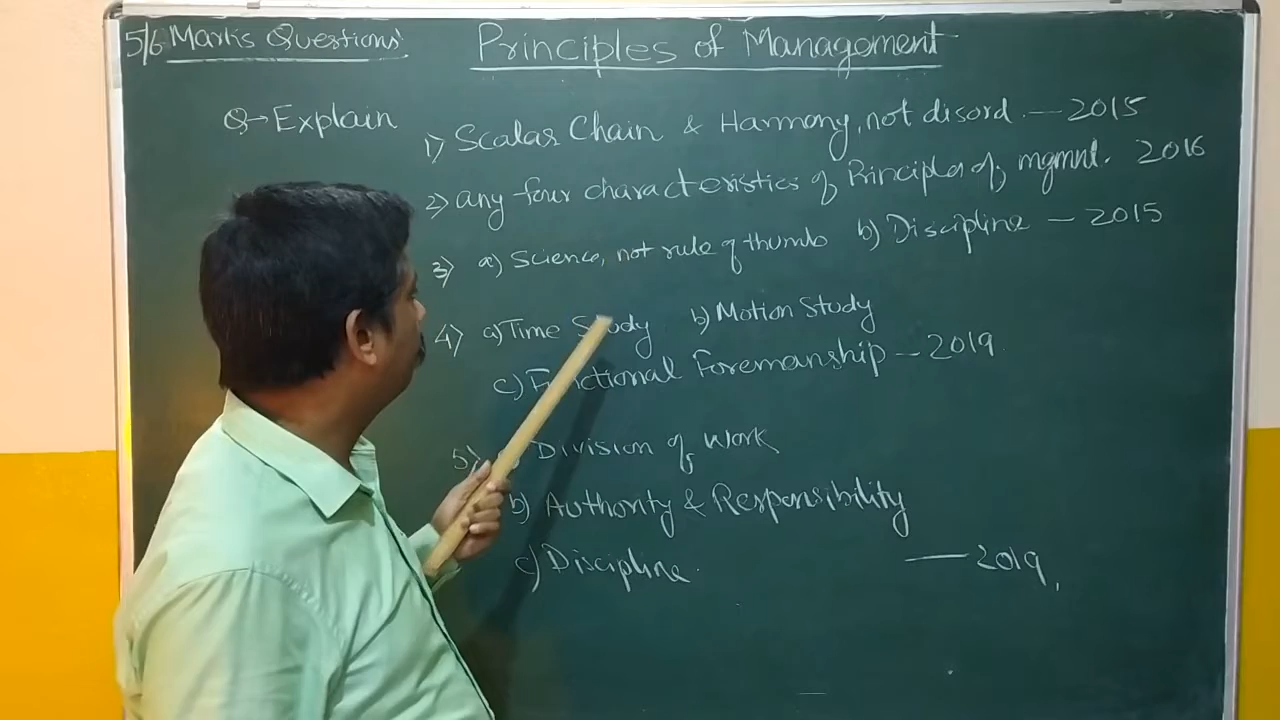 5/6 Marks Questions:
Principles of Management
Q→ Explain
1) Scalar Chain & Harmony, not disord. — 2015
2) any four characteristics of Principles of mgmnt. 2016
3) a) Science, not rule of thumb b) Discipline — 2015
4) a) Time Study b) Motion Study
c) Functional Foremanship — 2019
5) Division of Work
b) Authority & Responsibility
c) Discipline. — 2019,